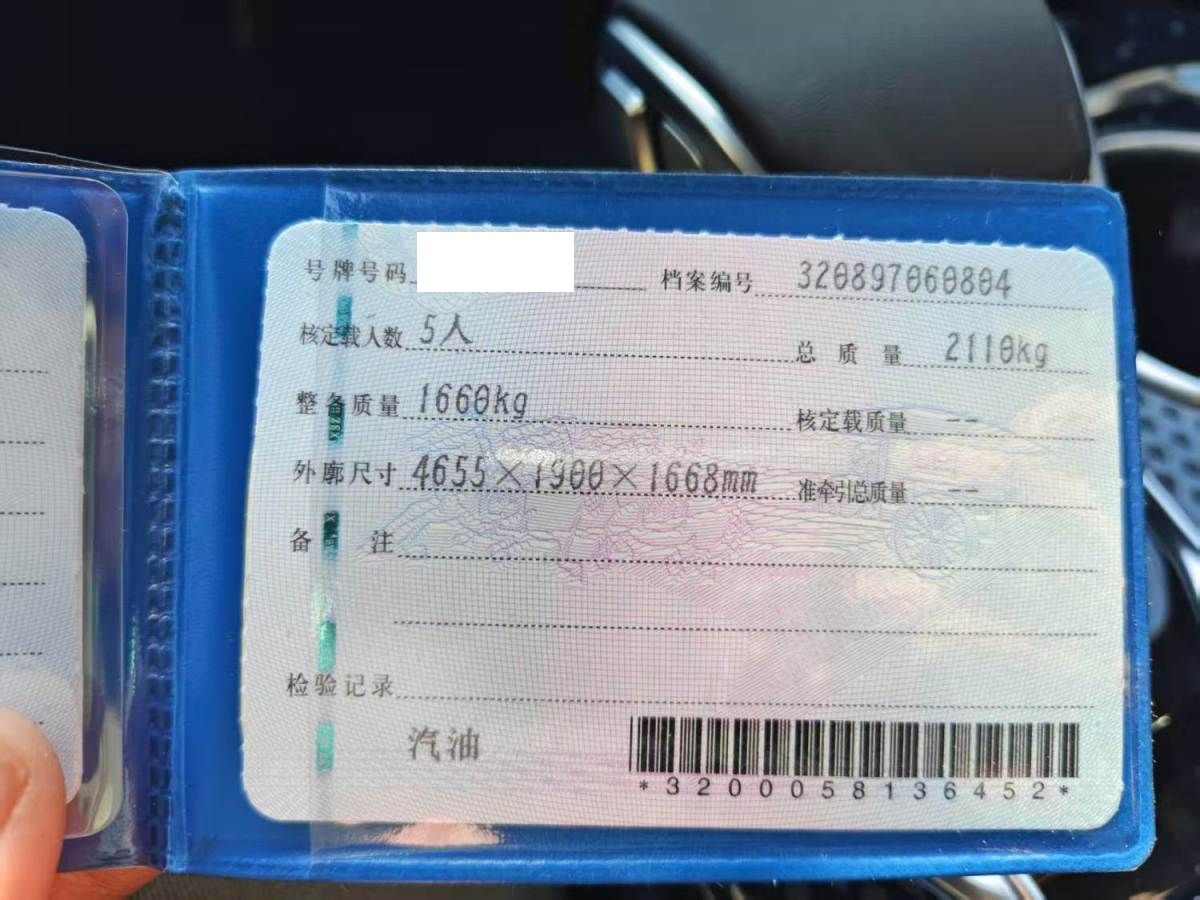 号牌号码 档案编号 320897060804
核定载人数 5人 总质量 2110kg
整备质量 1660kg 核定载质量 --
外廓尺寸 4655×1900×1668mm 准牵引总质量 --
备注
检验记录
汽油
*3200058136452*